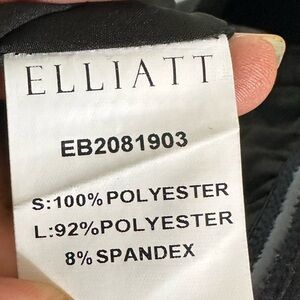 ELLIATT
EB2081903
S:100%POLYESTER
L:92%POLYESTER
8%SPANDEX